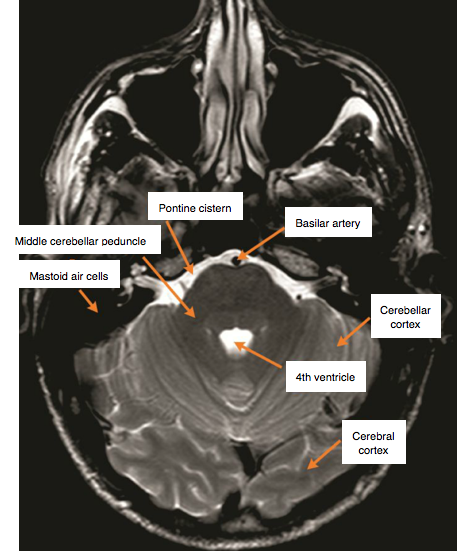 Pontine cistern
Basilar artery
Middle cerebellar peduncle
Mastoid air cells
Cerebellar
cortex
4th ventricle
Cerebral
cortex